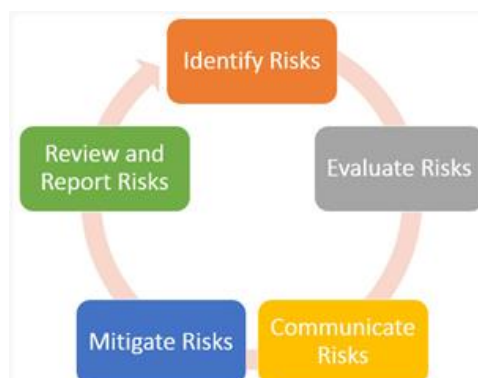 Identify Risks
Evaluate Risks
Communicate
Risks
Mitigate Risks
Review and
Report Risks